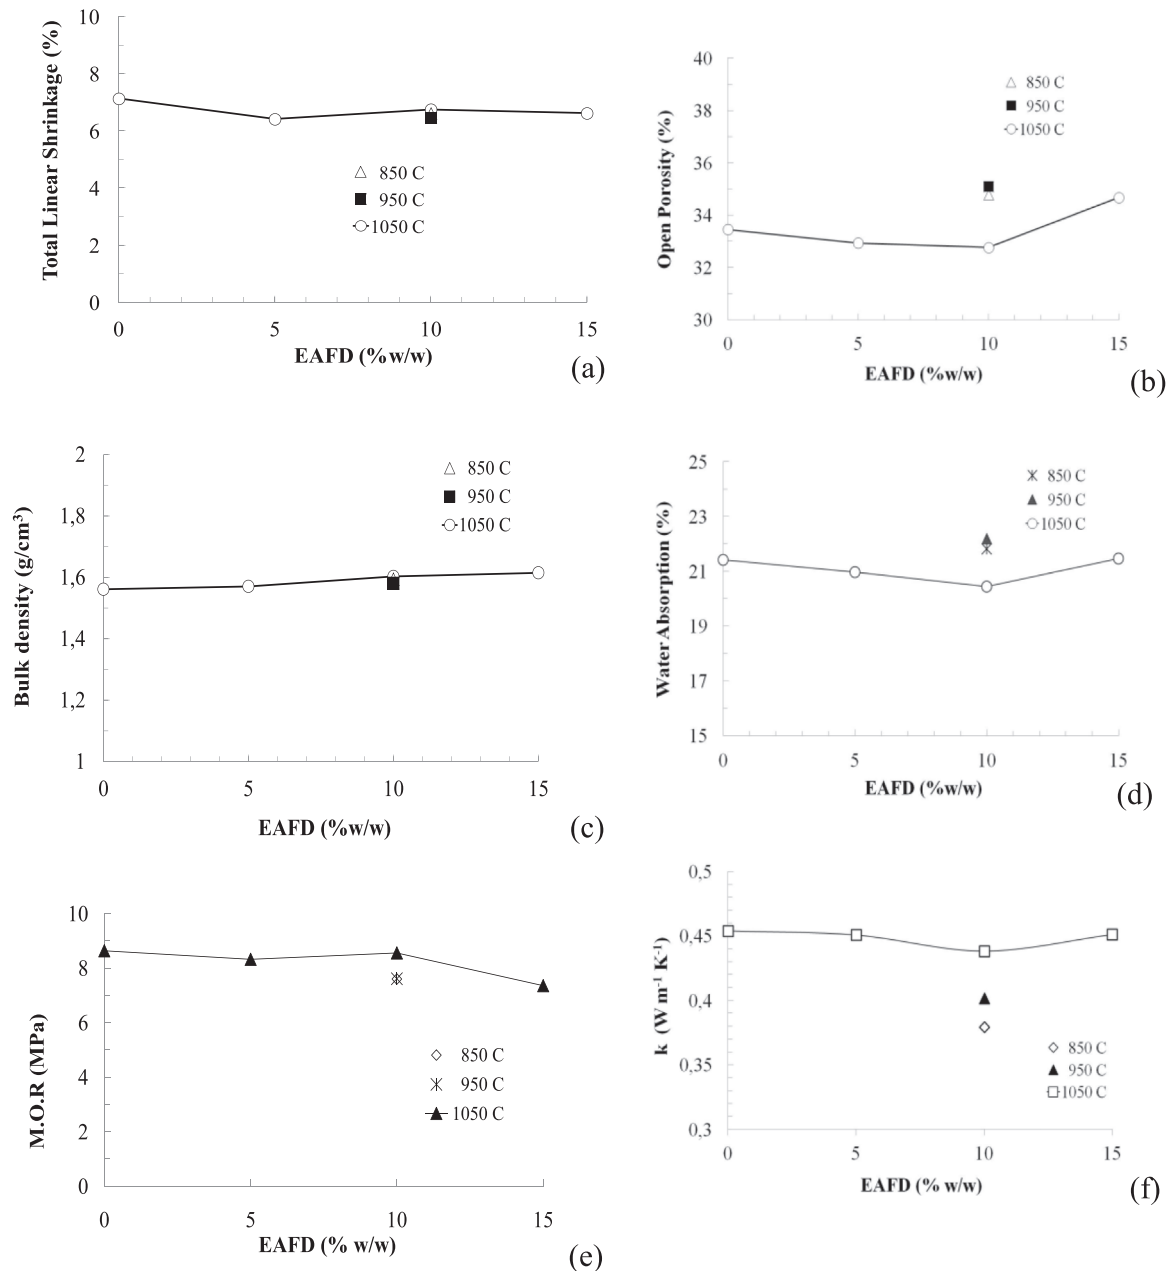 Total Linear Shrinkage (%)
10
8
6
4
2
0
850 C
950 C
1050 C
0 5 10 15
EAFD (%w/w)
(a)
Open Porosity (%)
40
38
36
34
32
30
850 C
950 C
1050 C
0 5 10 15
EAFD (%w/w)
(b)
Bulk density (g/cm³)
2
1,8
1,6
1,4
1,2
1
850 C
950 C
1050 C
0 5 10 15
EAFD (%w/w)
(c)
Water Absorption (%)
25
23
21
19
17
15
850 C
950 C
1050 C
0 5 10 15
EAFD (%w/w)
(d)
M.O.R (MPa)
10
8
6
4
2
0
850 C
950 C
1050 C
0 5 10 15
EAFD (% w/w)
(e)
k (W m⁻¹ K⁻¹)
0,5
0,45
0,4
0,35
0,3
850 C
950 C
1050 C
0 5 10 15
EAFD (% w/w)
(f)